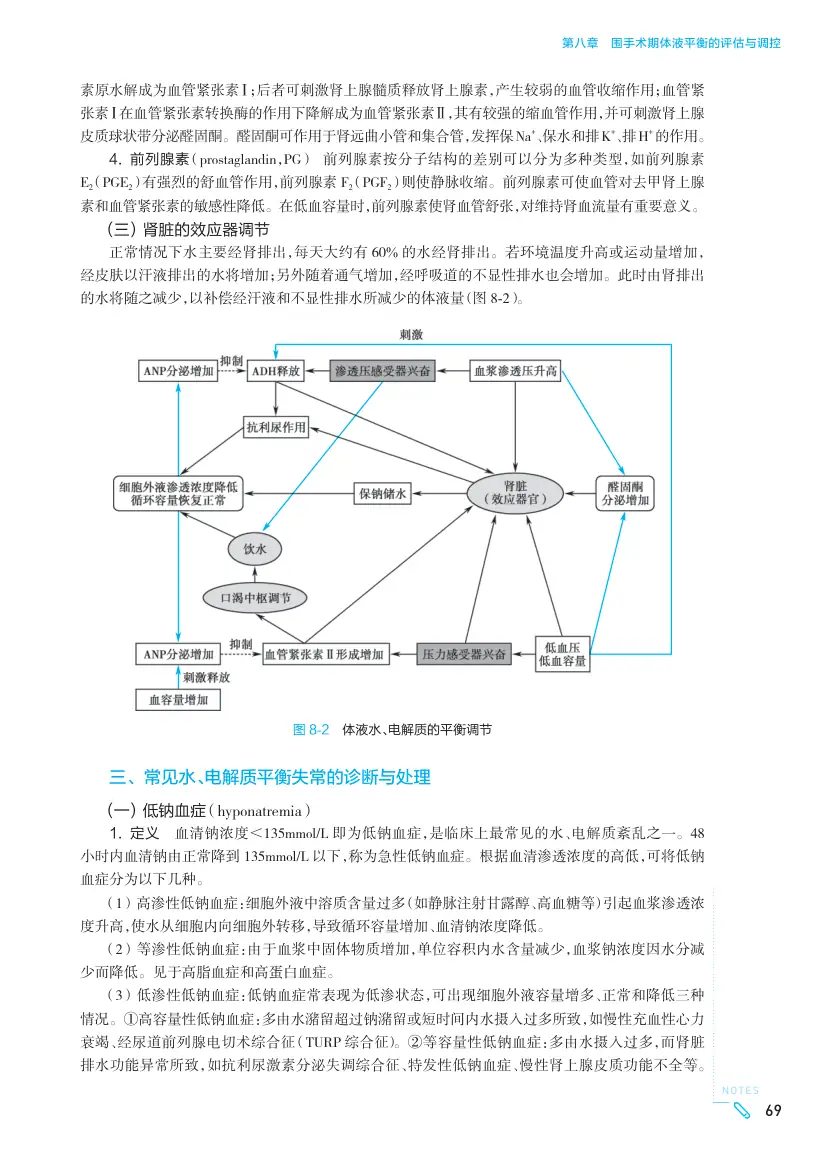 第八章 围手术期体液平衡的评估与调控
素原水解成为血管紧张素Ⅰ;后者可刺激肾上腺髓质释放肾上腺素,产生较弱的血管收缩作用;血管紧
张素Ⅰ在血管紧张素转换酶的作用下降解成为血管紧张素Ⅱ,其有较强的缩血管作用,并可刺激肾上腺
皮质球状带分泌醛固酮。醛固酮可作用于肾远曲小管和集合管,发挥保Na⁺、保水和排K⁺、排H⁺的作用。
4. 前列腺素(prostaglandin,PG) 前列腺素按分子结构的差别可以分为多种类型,如前列腺素
E₂(PGE₂)有强烈的舒血管作用,前列腺素 F₂(PGF₂)则使静脉收缩。前列腺素可使血管对去甲肾上腺
素和血管紧张素的敏感性降低。在低血容量时,前列腺素使肾血管舒张,对维持肾血流量有重要意义。
(三)肾脏的效应器调节
正常情况下水主要经肾排出,每天大约有 60% 的水经肾排出。若环境温度升高或运动量增加,
经皮肤以汗液排出的水将增加;另外随着通气增加,经呼吸道的不显性排水也会增加。此时由肾排出
的水将随之减少,以补偿经汗液和不显性排水所减少的体液量(图 8-2)。
刺激
ANP分泌增加
抑制
ADH释放
渗透压感受器兴奋
血浆渗透压升高
抗利尿作用
细胞外液渗透浓度降低
循环容量恢复正常
保钠储水
肾脏
(效应器官)
醛固酮
分泌增加
饮水
口渴中枢调节
ANP分泌增加
抑制
血管紧张素Ⅱ形成增加
压力感受器兴奋
低血压
低血容量
刺激释放
血容量增加
图 8-2 体液水、电解质的平衡调节
三、常见水、电解质平衡失常的诊断与处理
(一)低钠血症(hyponatremia)
1. 定义 血清钠浓度<135mmol/L 即为低钠血症,是临床上最常见的水、电解质紊乱之一。48
小时内血清钠由正常降到 135mmol/L 以下,称为急性低钠血症。根据血清渗透浓度的高低,可将低钠
血症分为以下几种。
(1)高渗性低钠血症:细胞外液中溶质含量过多(如静脉注射甘露醇、高血糖等)引起血浆渗透浓
度升高,使水从细胞内向细胞外转移,导致循环容量增加、血清钠浓度降低。
(2)等渗性低钠血症:由于血浆中固体物质增加,单位容积内水含量减少,血浆钠浓度因水分减
少而降低。见于高脂血症和高蛋白血症。
(3)低渗性低钠血症:低钠血症常表现为低渗状态,可出现细胞外液容量增多、正常和降低三种
情况。①高容量性低钠血症:多由水潴留超过钠潴留或短时间内水摄入过多所致,如慢性充血性心力
衰竭、经尿道前列腺电切术综合征(TURP 综合征)。②等容量性低钠血症:多由水摄入过多,而肾脏
排水功能异常所致,如抗利尿激素分泌失调综合征、特发性低钠血症、慢性肾上腺皮质功能不全等。
NOTES
69